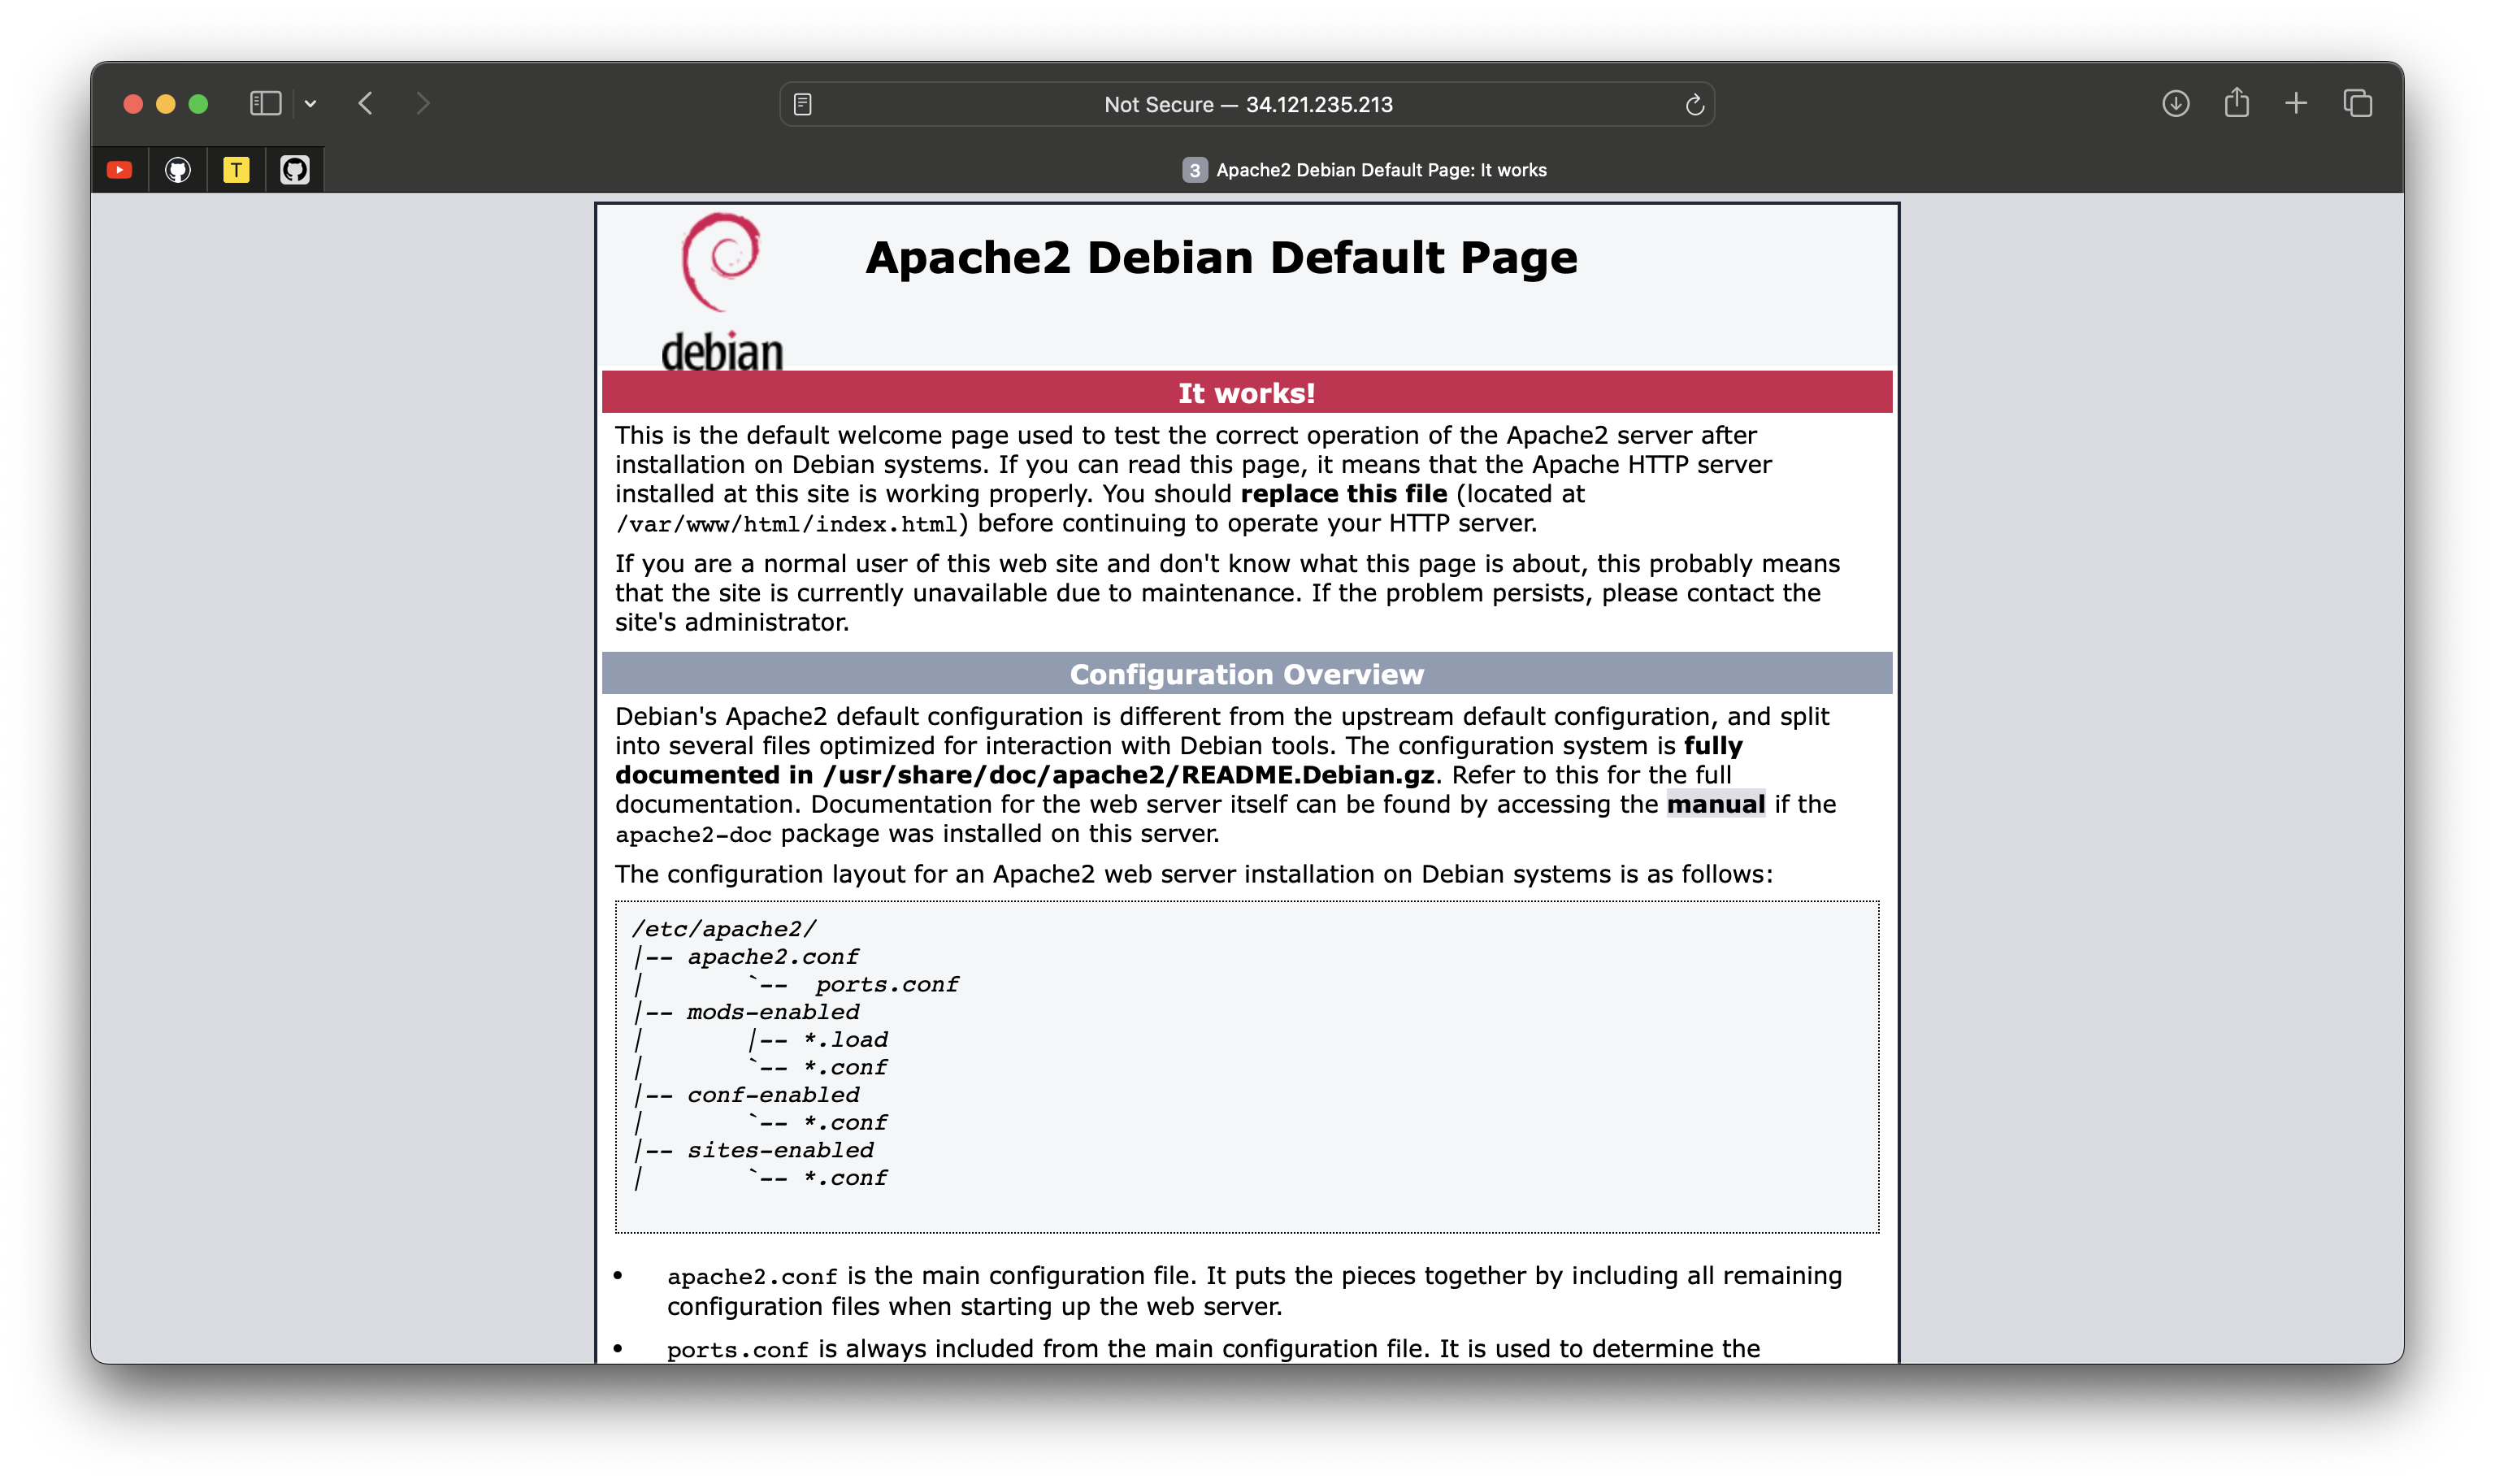 Not Secure — 34.121.235.213
T
3 Apache2 Debian Default Page: It works
debian
Apache2 Debian Default Page
It works!
This is the default welcome page used to test the correct operation of the Apache2 server after
installation on Debian systems. If you can read this page, it means that the Apache HTTP server
installed at this site is working properly. You should replace this file (located at
/var/www/html/index.html) before continuing to operate your HTTP server.
If you are a normal user of this web site and don't know what this page is about, this probably means
that the site is currently unavailable due to maintenance. If the problem persists, please contact the
site's administrator.
Configuration Overview
Debian's Apache2 default configuration is different from the upstream default configuration, and split
into several files optimized for interaction with Debian tools. The configuration system is fully
documented in /usr/share/doc/apache2/README.Debian.gz. Refer to this for the full
documentation. Documentation for the web server itself can be found by accessing the manual if the
apache2-doc package was installed on this server.
The configuration layout for an Apache2 web server installation on Debian systems is as follows:
/etc/apache2/
|-- apache2.conf
|       `--  ports.conf
|-- mods-enabled
|       |-- *.load
|       `-- *.conf
|-- conf-enabled
|       `-- *.conf
|-- sites-enabled
|       `-- *.conf
• apache2.conf is the main configuration file. It puts the pieces together by including all remaining
configuration files when starting up the web server.
• ports.conf is always included from the main configuration file. It is used to determine the